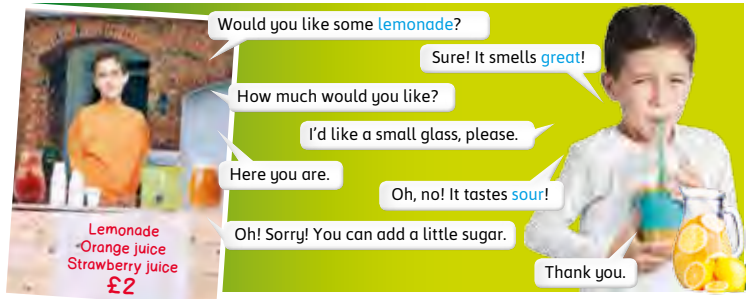 Would you like some lemonade?
Sure! It smells great!
How much would you like?
I'd like a small glass, please.
Here you are.
Oh, no! It tastes sour!
Oh! Sorry! You can add a little sugar.
Thank you.
Lemonade
Orange juice
Strawberry juice
£2